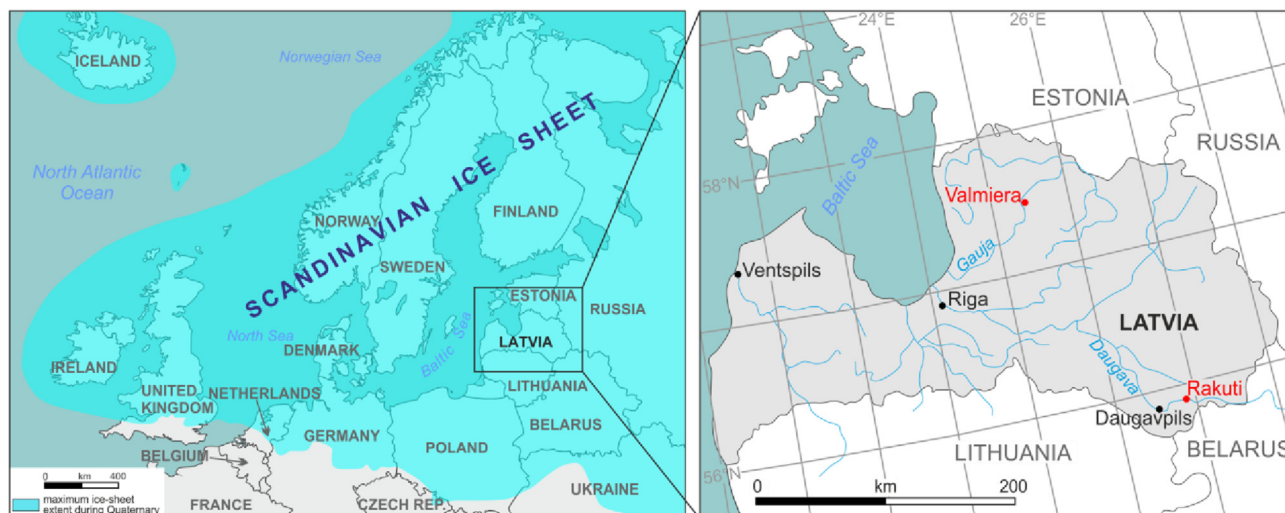 ICELAND
Norwegian Sea
SCANDINAVIAN ICE SHEET
North Atlantic
Ocean
NORWAY
FINLAND
SWEDEN
ESTONIA
RUSSIA
North Sea
Baltic Sea
DENMARK
LATVIA
IRELAND
UNITED
KINGDOM
NETHERLANDS
LITHUANIA
GERMANY
POLAND
BELARUS
BELGIUM
UKRAINE
FRANCE
CZECH REP.
0 km 400
maximum ice-sheet
extent during Quaternary
24°E
26°E
ESTONIA
RUSSIA
58°N
Baltic Sea
Valmiera
Gauja
Ventspils
Riga
LATVIA
Daugava
Rakuti
Daugavpils
LITHUANIA
BELARUS
56°N
0 km 200